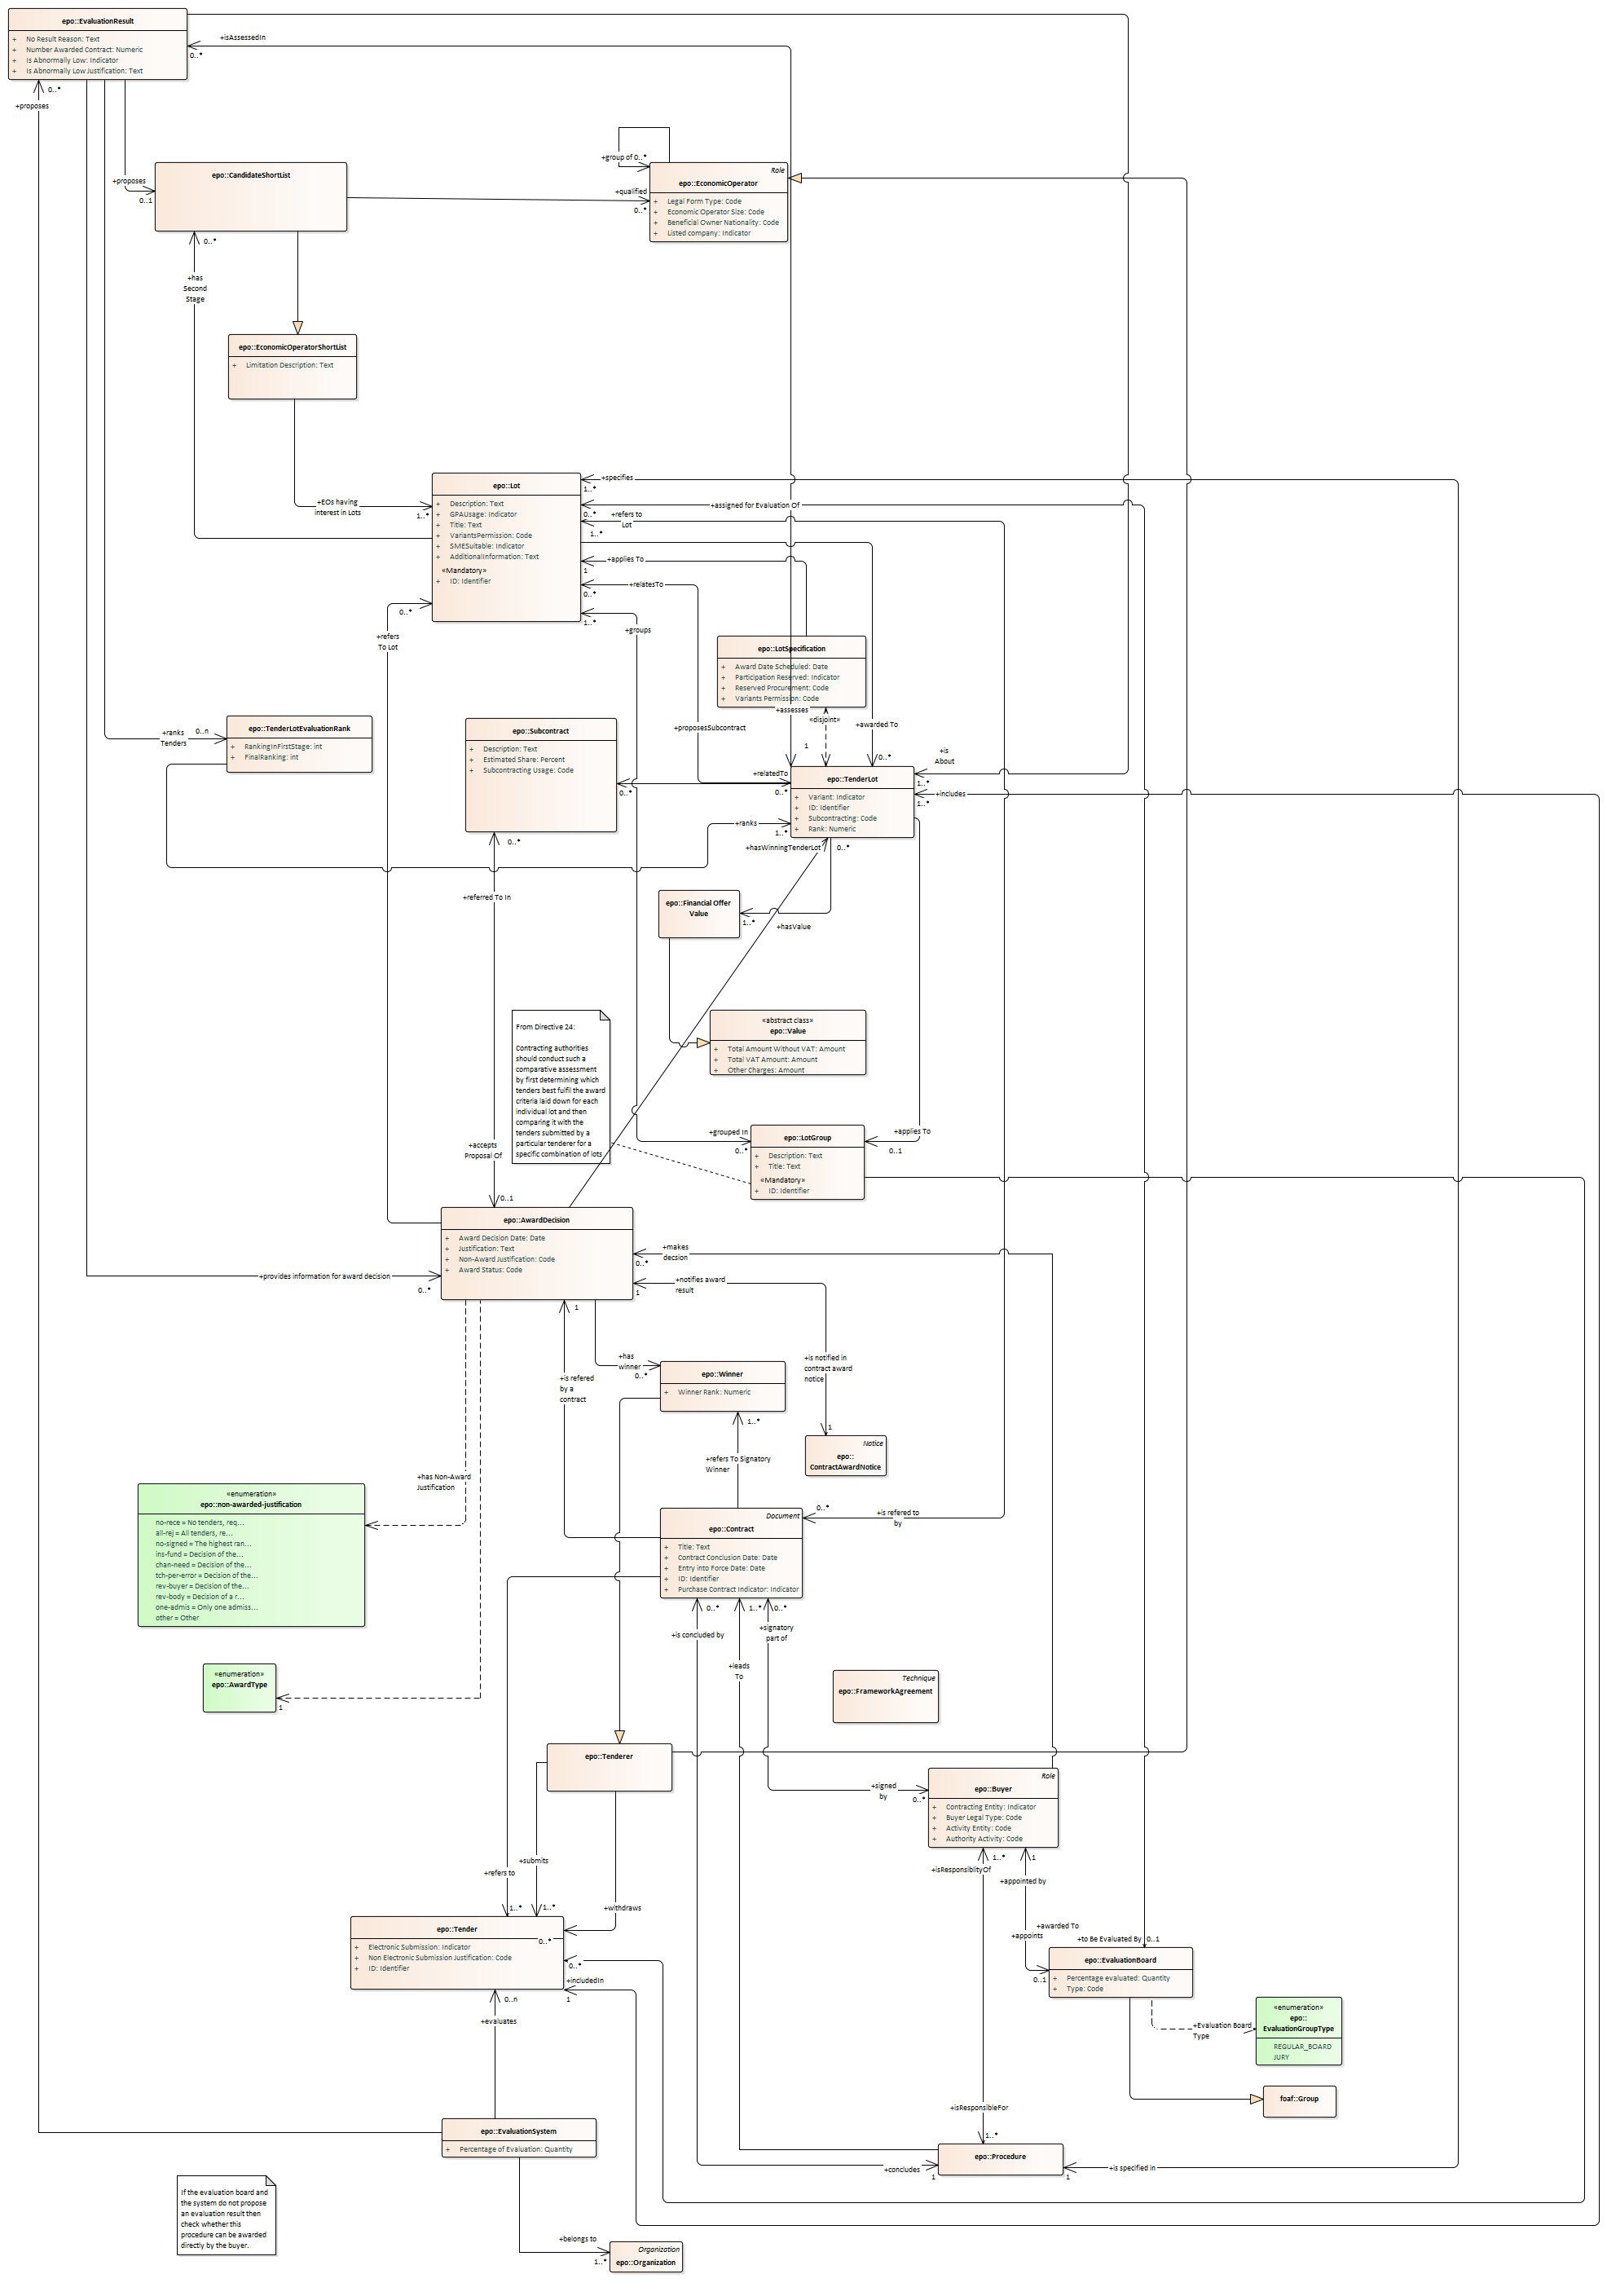 epo::EvaluationResult
+ No Result Reason: Text
+ Number Awarded Contract: Numeric
+ Is Abnormally Low: Indicator
+ Is Abnormally Low Justification: Text
+isAssessedIn
0..*
0..*
+proposes
+proposes
0..1
epo::CandidateShortList
+group of 0..*
+qualified
0..*
Role
epo::EconomicOperator
+ Legal Form Type: Code
+ Economic Operator Size: Code
+ Beneficial Owner Nationality: Code
+ Listed company: Indicator
0..*
+has
Second
Stage
epo::EconomicOperatorShortList
+ Limitation Description: Text
+EOs having
interest in Lots
1..*
epo::Lot
+ Description: Text
+ GPAUsage: Indicator
+ Title: Text
+ VariantsPermission: Code
+ SMESuitable: Indicator
+ AdditionalInformation: Text
«Mandatory»
+ ID: Identifier
+specifies
1..*
+assigned for Evaluation Of
0..*
+refers to
Lot
1..*
+applies To
1
+relatesTo
0..*
1..*
+groups
0..*
+refers
To Lot
epo::LotSpecification
+ Award Date Scheduled: Date
+ Participation Reserved: Indicator
+ Reserved Procurement: Code
+ Variants Permission: Code
+assesses
«disjoint»
+awarded To
1
0..*
+proposesSubcontract
+is
About
1..*
+includes
1..*
+relatedTo
0..*
epo::TenderLot
+ Variant: Indicator
+ ID: Identifier
+ Subcontracting: Code
+ Rank: Numeric
+ranks
Tenders
0..n
epo::TenderLotEvaluationRank
+ RankingInFirstStage: int
+ FinalRanking: int
epo::Subcontract
+ Description: Text
+ Estimated Share: Percent
+ Subcontracting Usage: Code
0..*
+ranks
1..*
0..*
+hasWinningTenderLot
0..*
+referred To In
epo::Financial Offer
Value
1..*
+hasValue
From Directive 24:
Contracting authorities
should conduct such a
comparative assessment
by first determining which
tenders best fulfil the award
criteria laid down for each
individual lot and then
comparing it with the
tenders submitted by a
particular tenderer for a
specific combination of lots
«abstract class»
epo::Value
+ Total Amount Without VAT: Amount
+ Total VAT Amount: Amount
+ Other Charges: Amount
+grouped In
0..*
epo::LotGroup
+ Description: Text
+ Title: Text
«Mandatory»
+ ID: Identifier
+applies To
0..1
+accepts
Proposal Of
0..1
epo::AwardDecision
+ Award Decision Date: Date
+ Justification: Text
+ Non-Award Justification: Code
+ Award Status: Code
+provides information for award decision
0..*
+makes
decsion
0..*
+notifies award
result
1
1
+is refered
by a
contract
+has
winner
0..*
epo::Winner
+ Winner Rank: Numeric
+is notified in
contract award
notice
1
Notice
epo::
ContractAwardNotice
1..*
+refers To Signatory
Winner
+has Non-Award
Justification
«enumeration»
epo::non-awarded-justification
no-rece = No tenders, req...
all-rej = All tenders, re...
no-signed = The highest ran...
ins-fund = Decision of the...
chan-need = Decision of the...
tch-per-error = Decision of the...
rev-buyer = Decision of the...
rev-body = Decision of a r...
one-admis = Only one admiss...
other = Other
Document
epo::Contract
+ Title: Text
+ Contract Conclusion Date: Date
+ Entry into Force Date: Date
+ ID: Identifier
+ Purchase Contract Indicator: Indicator
0..*
+is refered to
by
0..*
1..*
0..*
+is concluded by
+signatory
part of
+leads
To
«enumeration»
epo::AwardType
1
Technique
epo::FrameworkAgreement
epo::Tenderer
+signed
by
0..*
Role
epo::Buyer
+ Contracting Entity: Indicator
+ Buyer Legal Type: Code
+ Activity Entity: Code
+ Authority Activity: Code
1..*
1
+isResponsiblityOf
+appointed by
+submits
+refers to
1..*
1..*
+withdraws
epo::Tender
+ Electronic Submission: Indicator
+ Non Electronic Submission Justification: Code
+ ID: Identifier
0..*
0..*
+includedIn
1
+awarded To
+appoints
+to Be Evaluated By
0..1
0..1
epo::EvaluationBoard
+ Percentage evaluated: Quantity
+ Type: Code
+Evaluation Board
Type
«enumeration»
epo::
EvaluationGroupType
REGULAR_BOARD
JURY
foaf::Group
0..n
+evaluates
epo::EvaluationSystem
+ Percentage of Evaluation: Quantity
+isResponsibleFor
1..*
epo::Procedure
+concludes
1
+is specified in
1
If the evaluation board and
the system do not propose
an evaluation result then
check whether this
procedure can be awarded
directly by the buyer.
+belongs to
1..*
Organization
epo::Organization